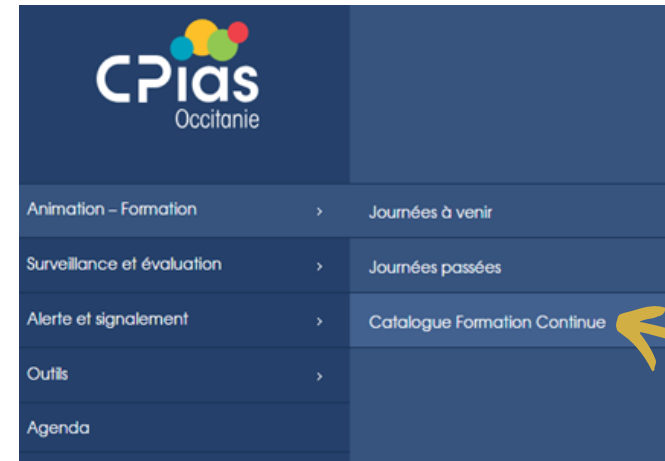 CPias
Occitanie
Animation – Formation
Journées à venir
Surveillance et évaluation
Journées passées
Alerte et signalement
Catalogue Formation Continue
Outils
Agenda